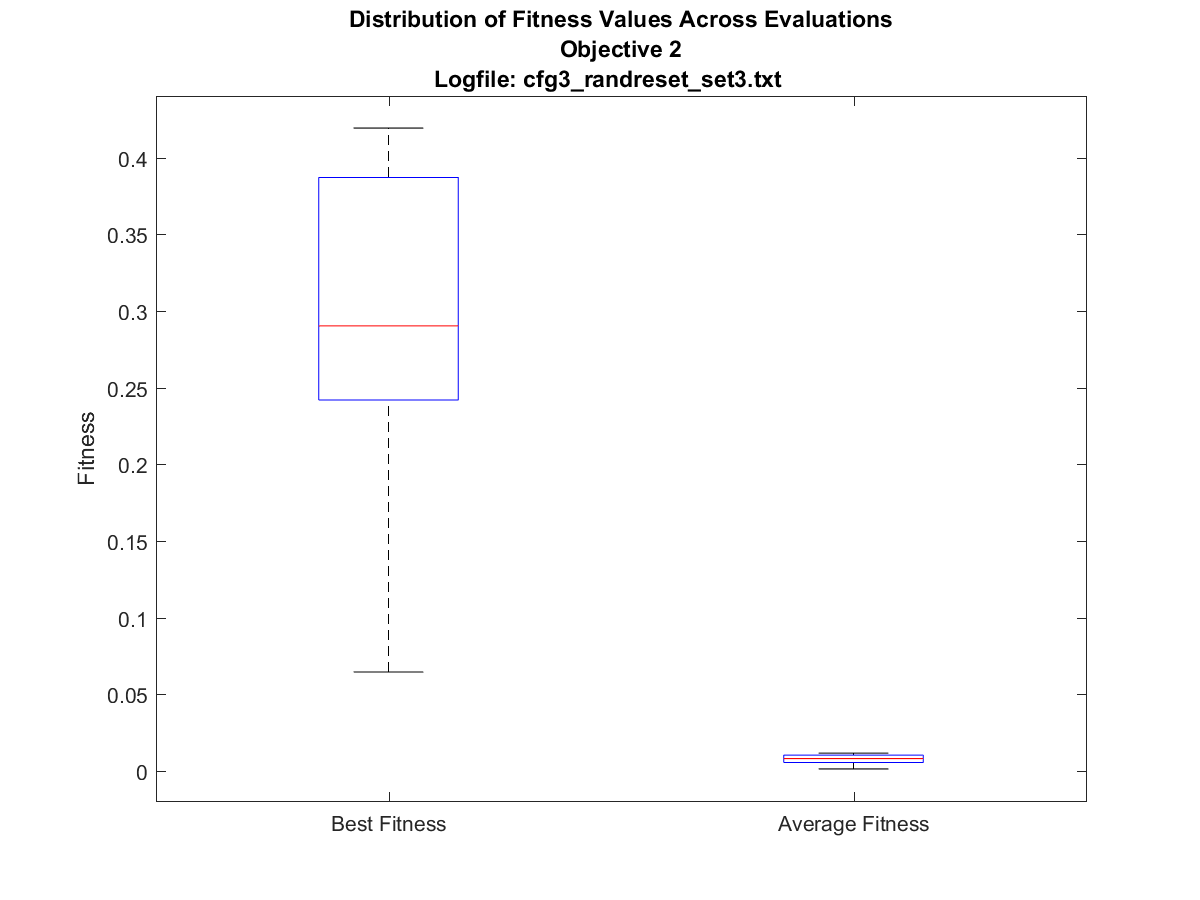 Distribution of Fitness Values Across Evaluations
Objective 2
Logfile: cfg3_randreset_set3.txt
0.4
0.35
0.3
0.25
0.2
0.15
0.1
0.05
0
Fitness
Best Fitness
Average Fitness